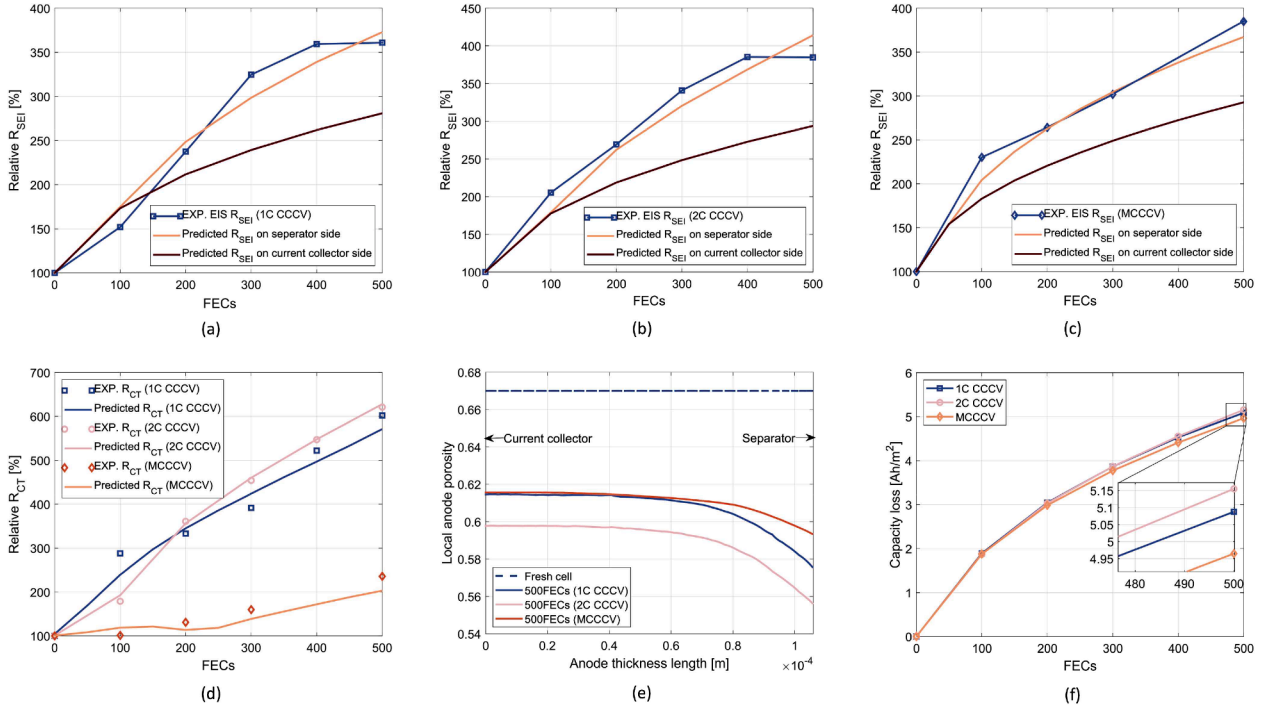 400
350
300
250
200
150
100
Relative R_SEI [%]
EXP. EIS R_SEI (1C CCCV)
Predicted R_SEI on seperator side
Predicted R_SEI on current collector side
0 100 200 300 400 500
FECs
(a)
450
400
350
300
250
200
150
100
Relative R_SEI [%]
EXP. EIS R_SEI (2C CCCV)
Predicted R_SEI on seperator side
Predicted R_SEI on current collector side
0 100 200 300 400 500
FECs
(b)
400
350
300
250
200
150
100
Relative R_SEI [%]
EXP. EIS R_SEI (MCCCV)
Predicted R_SEI on seperator side
Predicted R_SEI on current collector side
0 100 200 300 400 500
FECs
(c)
700
600
500
400
300
200
100
Relative R_CT [%]
EXP. R_CT (1C CCCV)
Predicted R_CT (1C CCCV)
EXP. R_CT (2C CCCV)
Predicted R_CT (2C CCCV)
EXP. R_CT (MCCCV)
Predicted R_CT (MCCCV)
0 100 200 300 400 500
FECs
(d)
0.68
0.66
0.64
0.62
0.6
0.58
0.56
0.54
Local anode porosity
Current collector
Separator
Fresh cell
500FECs (1C CCCV)
500FECs (2C CCCV)
500FECs (MCCCV)
0 0.2 0.4 0.6 0.8 1
Anode thickness length [m]
×10⁻⁴
(e)
6
5
4
3
2
1
0
Capacity loss [Ah/m²]
1C CCCV
2C CCCV
MCCCV
5.15
5.1
5.05
5
4.95
480 490 500
0 100 200 300 400 500
FECs
(f)